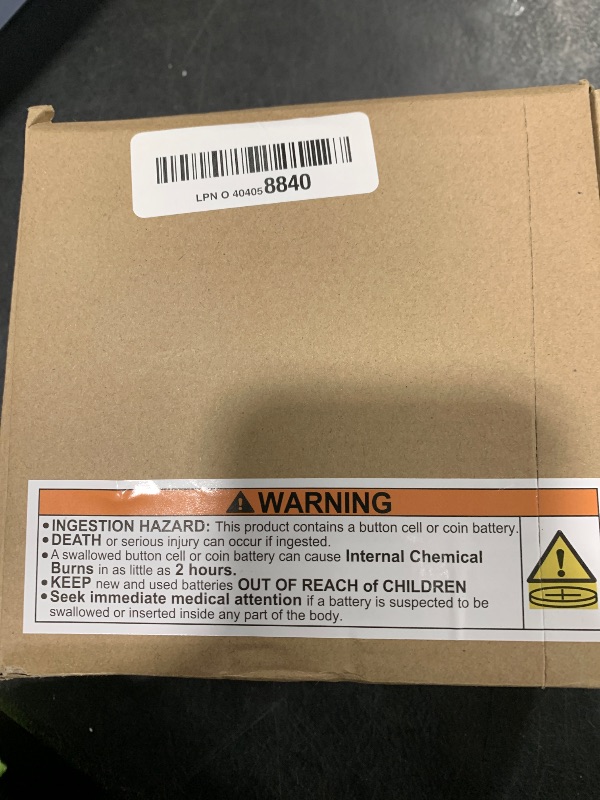 LPN O 404058840
WARNING
• INGESTION HAZARD: This product contains a button cell or coin battery.
• DEATH or serious injury can occur if ingested.
• A swallowed button cell or coin battery can cause Internal Chemical
Burns in as little as 2 hours.
• KEEP new and used batteries OUT OF REACH of CHILDREN
• Seek immediate medical attention if a battery is suspected to be
swallowed or inserted inside any part of the body.